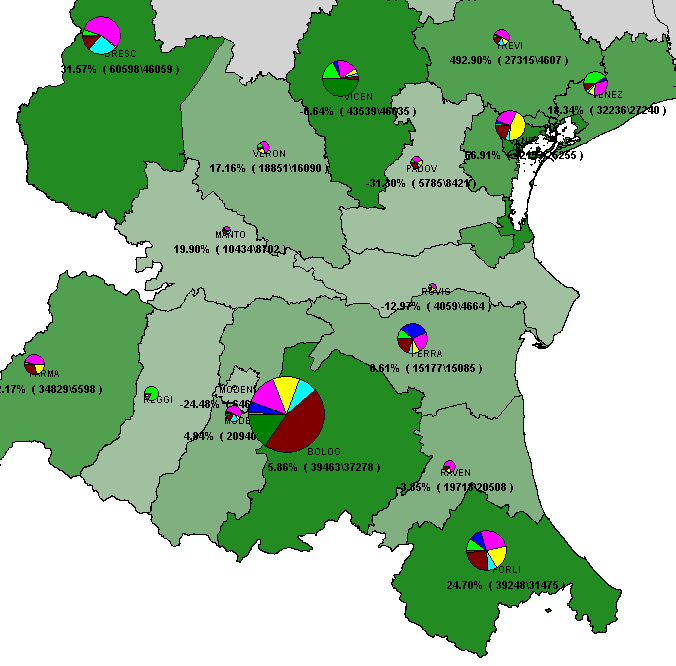 BRESC
31.57% ( 60598\46059 )
TREVI
492.90% ( 27315\4607 )
VICEN
-6.64% ( 43539\46635 )
VENEZ
18.34% ( 32236\27240 )
VERON
17.16% ( 18851\16090 )
PADOV
-31.30% ( 5785\8421 )
MANTO
19.90% ( 10434\8702 )
ROVIG
-12.97% ( 4059\4664 )
FERRA
0.61% ( 15177\15085 )
PARMA
2.17% ( 34829\5598 )
REGGI
MODEN
-24.48%
MODE
4.84% ( 20940
BOLOG
5.86% ( 39463\37278 )
RAVEN
-3.85% ( 19718\20508 )
FORLI
24.70% ( 39248\31475 )